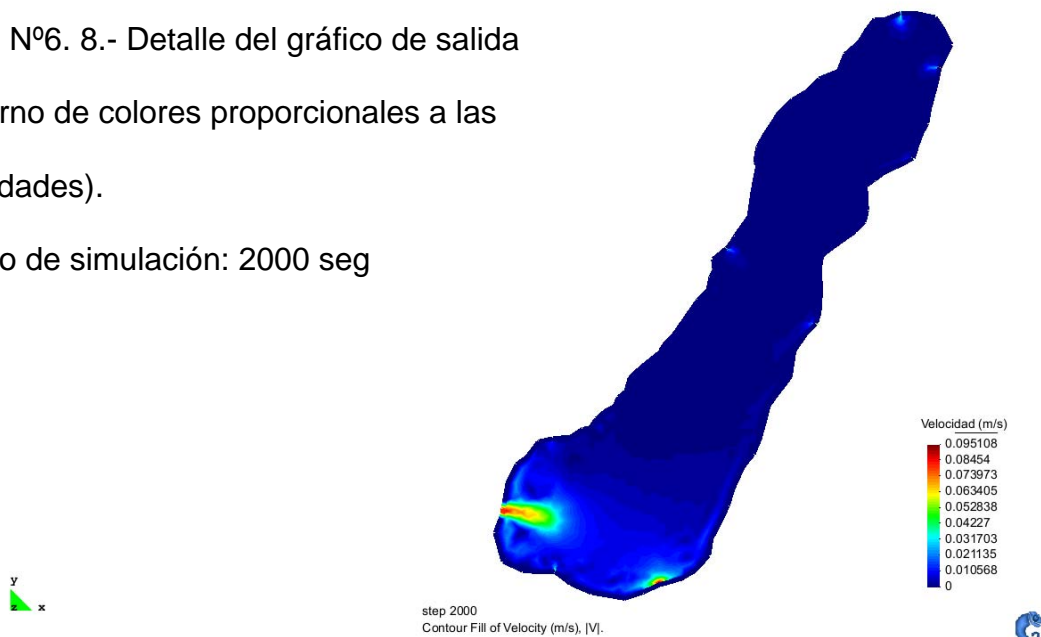 Nº6. 8.- Detalle del gráfico de salida
rno de colores proporcionales a las
dades).
o de simulación: 2000 seg
Velocidad (m/s)
0.095108
0.08454
0.073973
0.063405
0.052838
0.04227
0.031703
0.021135
0.010568
0
y
z x
step 2000
Contour Fill of Velocity (m/s), |V|.